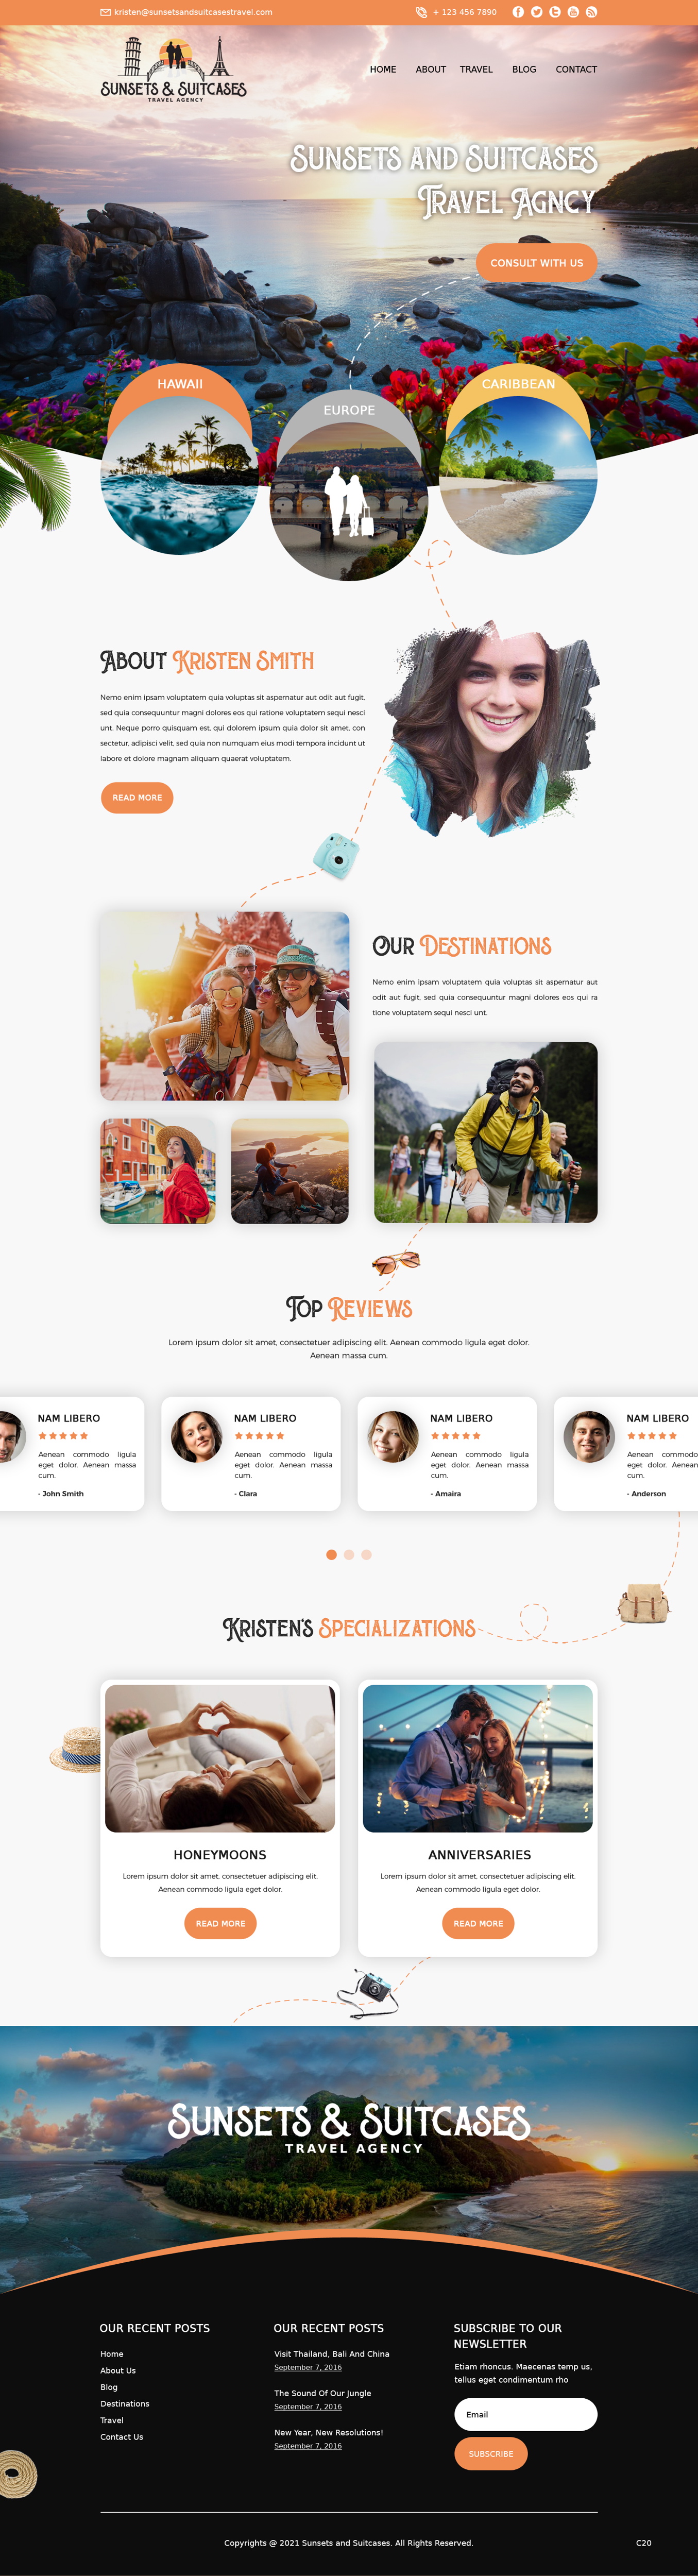 kristen@sunsetsandsuitcasestravel.com
+ 123 456 7890
SUNSETS & SUITCASES
TRAVEL AGENCY
HOME ABOUT TRAVEL BLOG CONTACT
SUNSETS AND SUITCASES
TRAVEL AGNCY
CONSULT WITH US
HAWAII
EUROPE
CARIBBEAN
ABOUT KRISTEN SMITH
Nemo enim ipsam voluptatem quia voluptas sit aspernatur aut odit aut fugit,
sed quia consequuntur magni dolores eos qui ratione voluptatem sequi nesci
unt. Neque porro quisquam est, qui dolorem ipsum quia dolor sit amet, con
sectetur, adipisci velit, sed quia non numquam eius modi tempora incidunt ut
labore et dolore magnam aliquam quaerat voluptatem.
READ MORE
OUR DESTINATIONS
Nemo enim ipsam voluptatem quia voluptas sit aspernatur aut
odit aut fugit, sed quia consequuntur magni dolores eos qui ra
tione voluptatem sequi nesci unt.
TOP REVIEWS
Lorem ipsum dolor sit amet, consectetuer adipiscing elit. Aenean commodo ligula eget dolor.
Aenean massa cum.
NAM LIBERO
Aenean commodo ligula
eget dolor. Aenean massa
cum.
- John Smith
NAM LIBERO
Aenean commodo ligula
eget dolor. Aenean massa
cum.
- Clara
NAM LIBERO
Aenean commodo ligula
eget dolor. Aenean massa
cum.
- Amaira
NAM LIBERO
Aenean commodo
eget dolor. Aenean
cum.
- Anderson
KRISTEN'S SPECIALIZATIONS
HONEYMOONS
Lorem ipsum dolor sit amet, consectetuer adipiscing elit.
Aenean commodo ligula eget dolor.
READ MORE
ANNIVERSARIES
Lorem ipsum dolor sit amet, consectetuer adipiscing elit.
Aenean commodo ligula eget dolor.
READ MORE
SUNSETS & SUITCASES
TRAVEL AGENCY
OUR RECENT POSTS
Home
About Us
Blog
Destinations
Travel
Contact Us
OUR RECENT POSTS
Visit Thailand, Bali And China
September 7, 2016
The Sound Of Our Jungle
September 7, 2016
New Year, New Resolutions!
September 7, 2016
SUBSCRIBE TO OUR
NEWSLETTER
Etiam rhoncus. Maecenas temp us,
tellus eget condimentum rho
Email
SUBSCRIBE
Copyrights @ 2021 Sunsets and Suitcases. All Rights Reserved.
C20